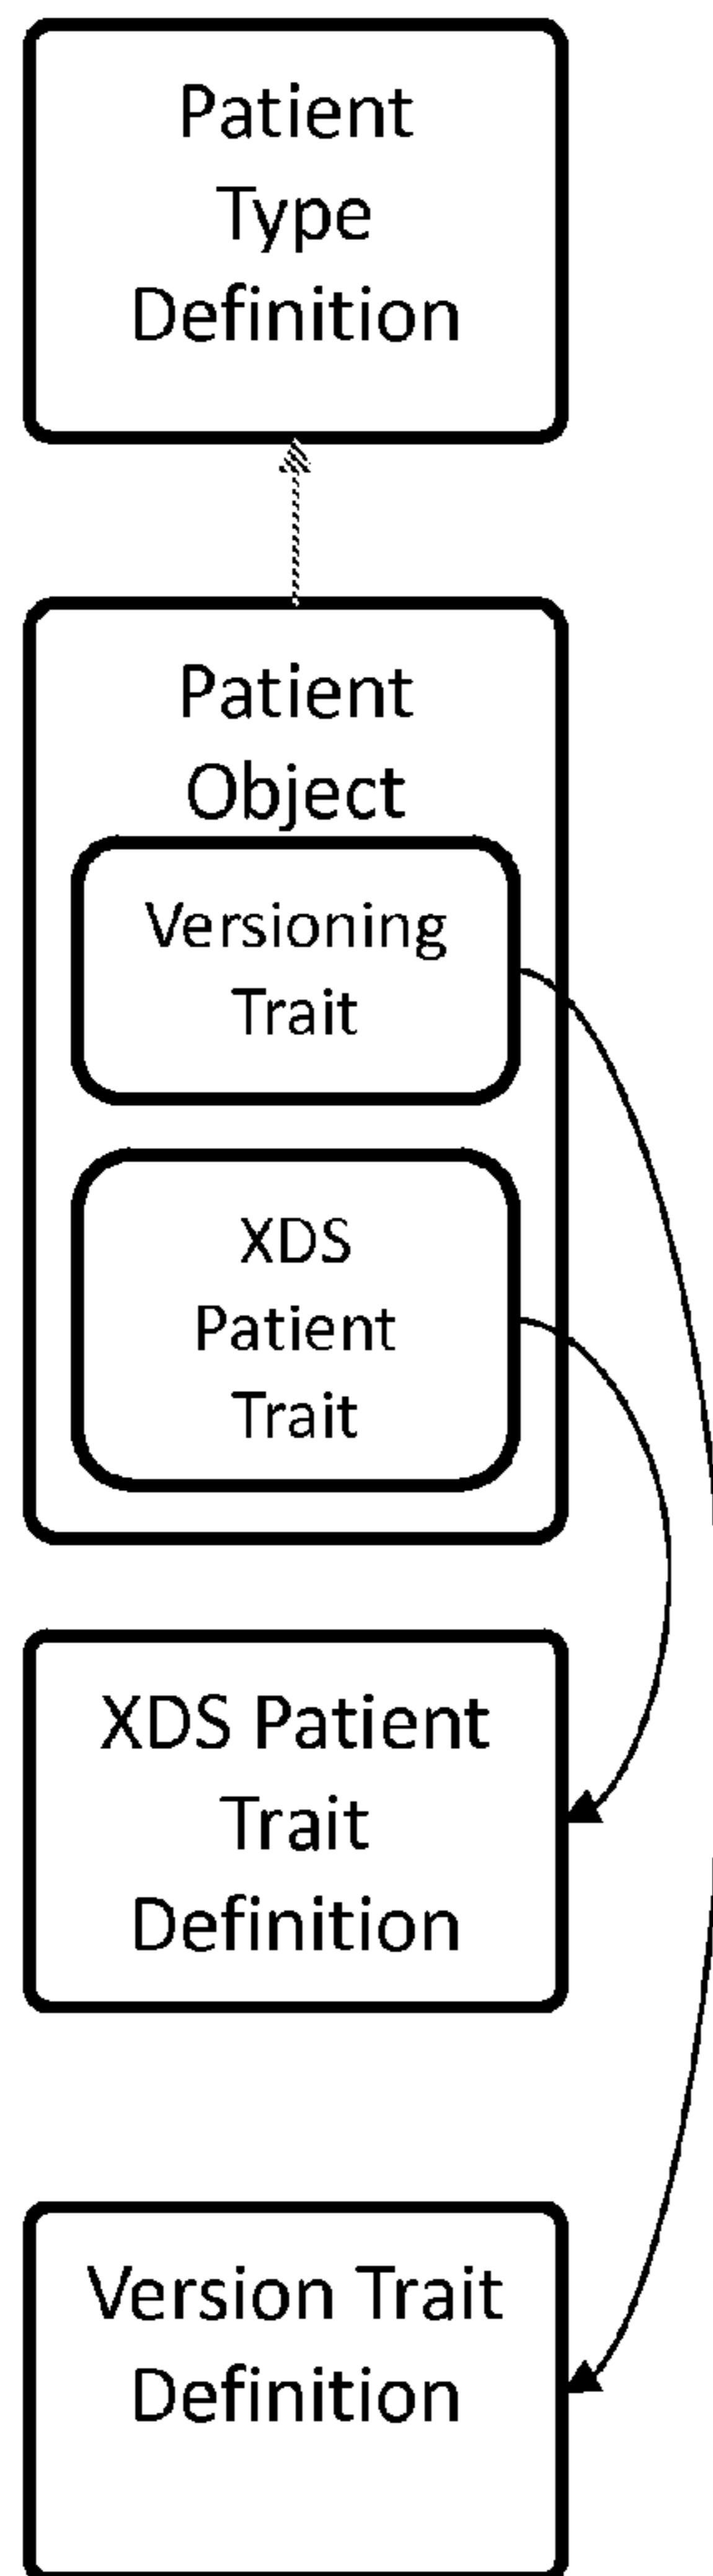 Patient
Type
Definition
Patient
Object
Versioning
Trait
XDS
Patient
Trait
XDS Patient
Trait
Definition
Version Trait
Definition